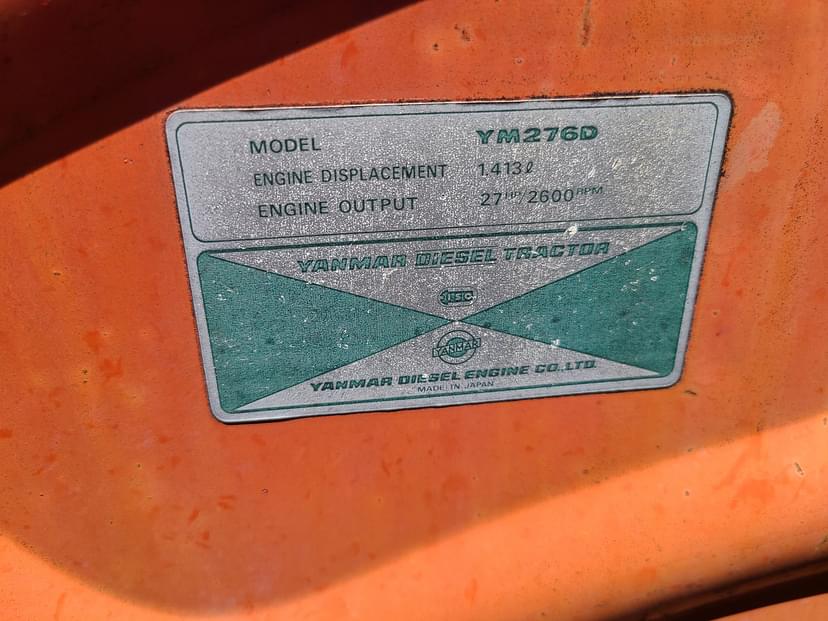 MODEL YM276D
ENGINE DISPLACEMENT 1.413ℓ
ENGINE OUTPUT 27HP/2600RPM
YANMAR DIESEL TRACTOR
YANMAR
YANMAR DIESEL ENGINE CO.,LTD.
MADE IN JAPAN